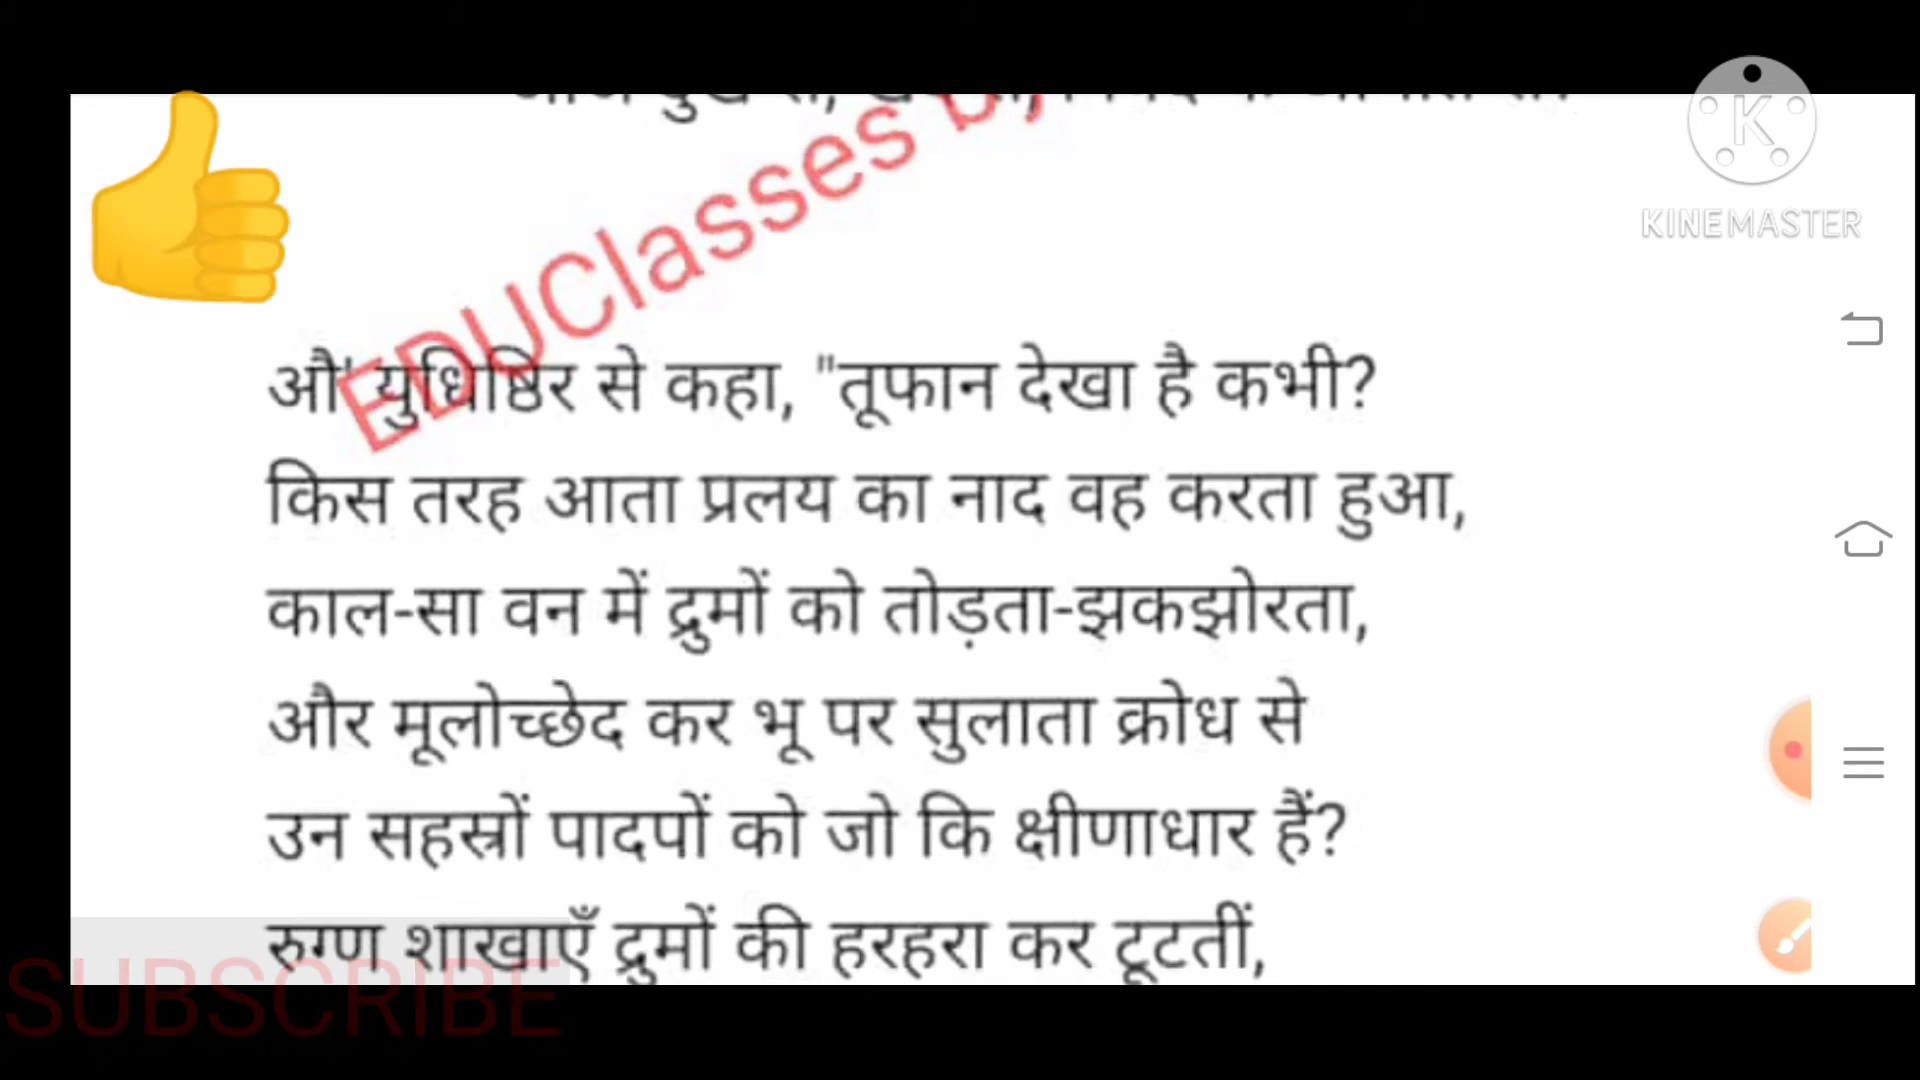 EDUClasses
K
KINEMASTER
औ' युधिष्ठिर से कहा, "तूफान देखा है कभी?
किस तरह आता प्रलय का नाद वह करता हुआ,
काल-सा वन में द्रुमों को तोड़ता-झकझोरता,
और मूलोच्छेद कर भू पर सुलाता क्रोध से
उन सहस्रों पादपों को जो कि क्षीणाधार हैं?
रुग्ण शाखाएँ द्रुमों की हरहरा कर टूटतीं,
SUBSCRIBE